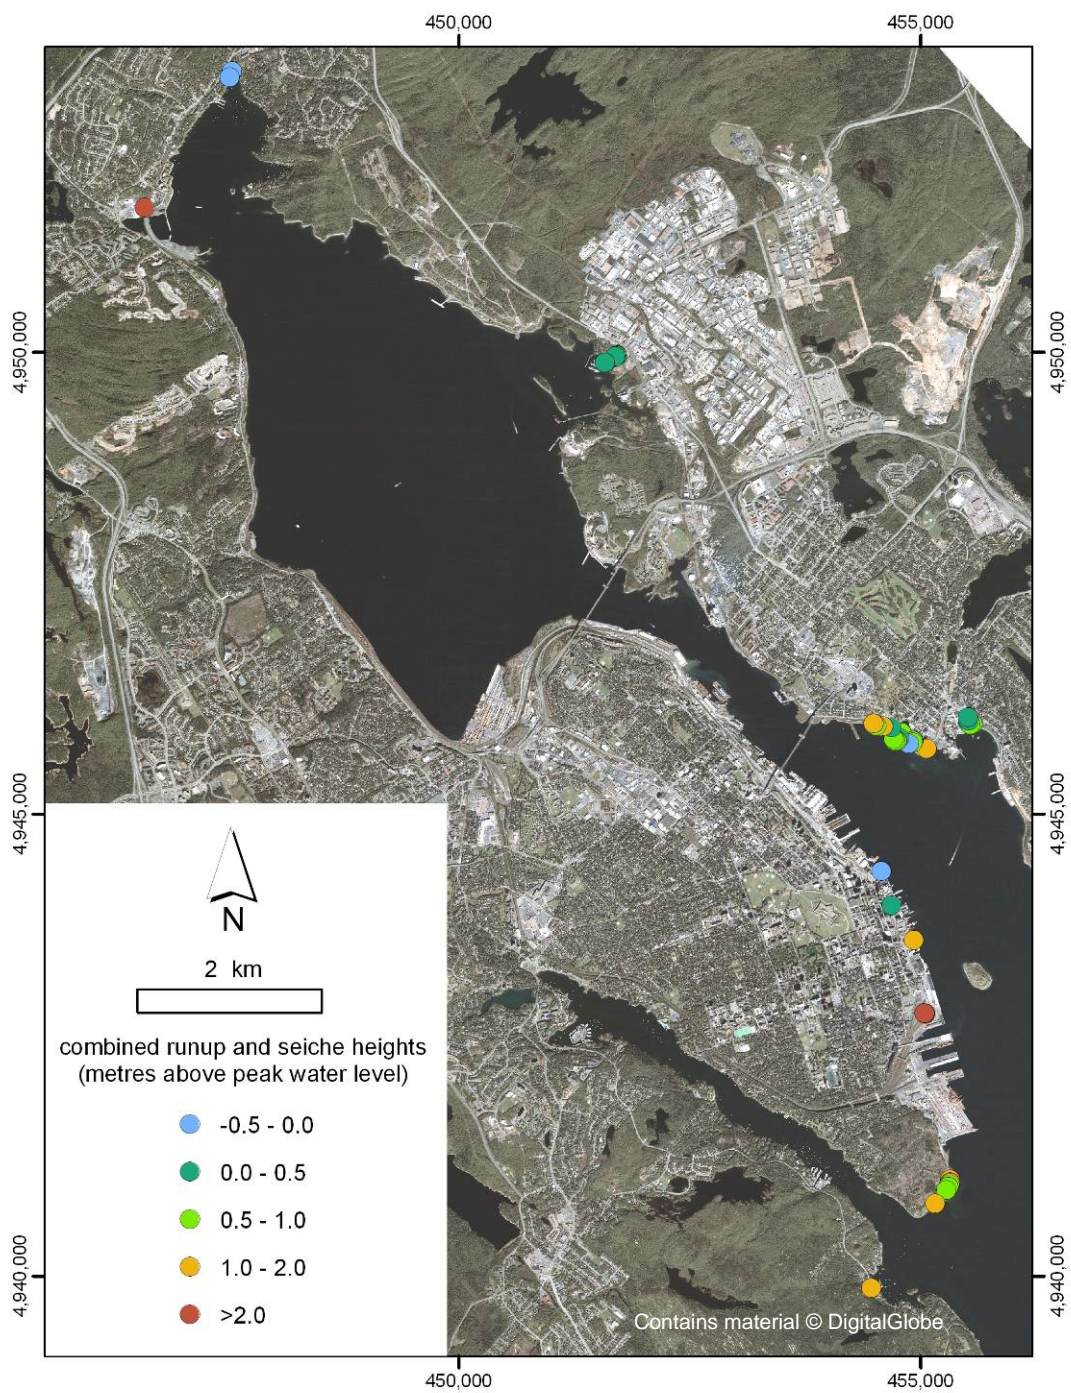 450,000
455,000
4,950,000
4,950,000
4,945,000
4,945,000
N
2 km
combined runup and seiche heights
(metres above peak water level)
-0.5 - 0.0
0.0 - 0.5
0.5 - 1.0
1.0 - 2.0
>2.0
4,940,000
4,940,000
Contains material © DigitalGlobe
450,000
455,000